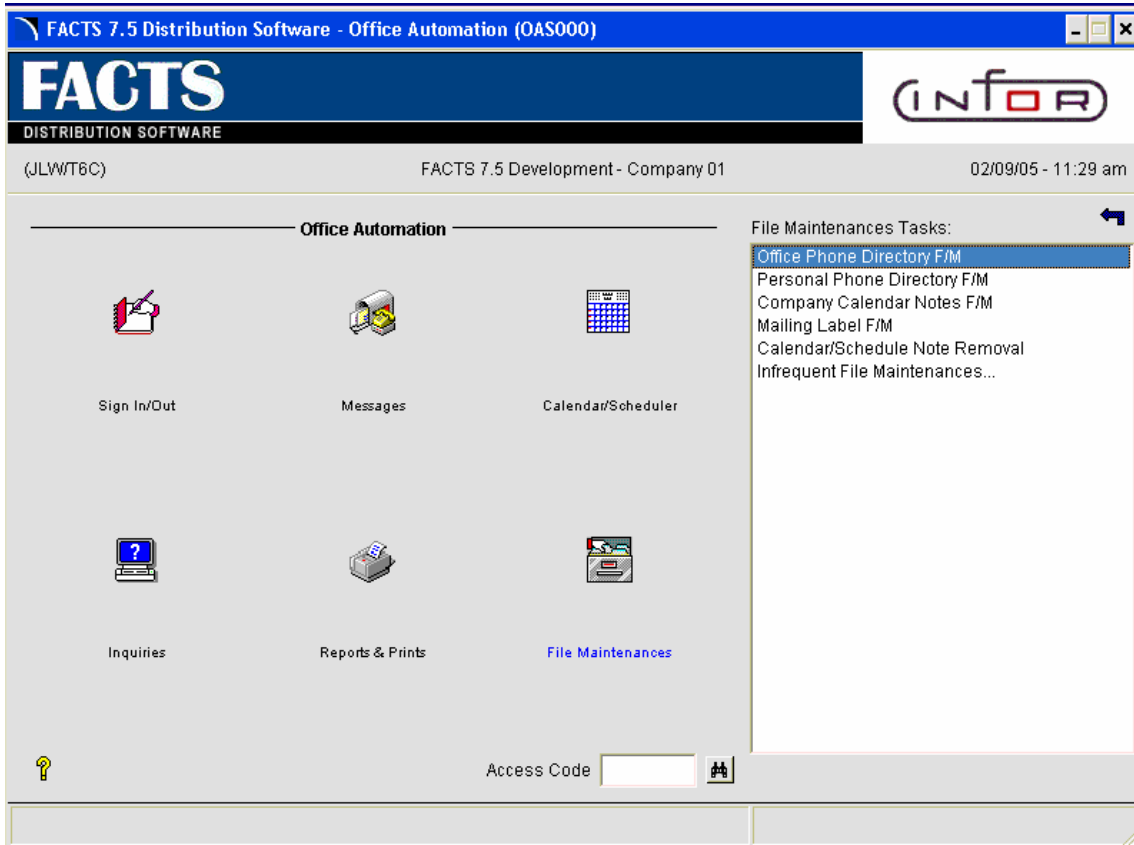 FACTS 7.5 Distribution Software - Office Automation (OAS000)
FACTS
DISTRIBUTION SOFTWARE
INFOR
(JLW/T6C) FACTS 7.5 Development - Company 01 02/09/05 - 11:29 am
Office Automation
Sign In/Out Messages Calendar/Scheduler
?
Inquiries Reports & Prints File Maintenances
? Access Code
File Maintenances Tasks:
Office Phone Directory F/M
Personal Phone Directory F/M
Company Calendar Notes F/M
Mailing Label F/M
Calendar/Schedule Note Removal
Infrequent File Maintenances...